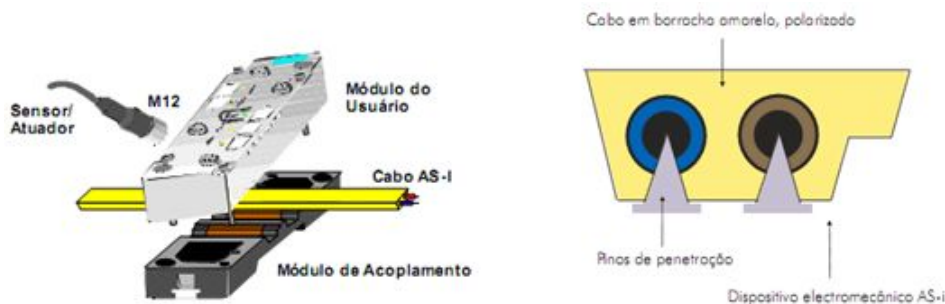 Sensor/
Atuador
M12
Módulo do
Usuário
Cabo AS-I
Módulo de Acoplamento
Cabo em borracha amarelo, polarizado
Pinos de penetração
Dispositivo electromecânico AS-i